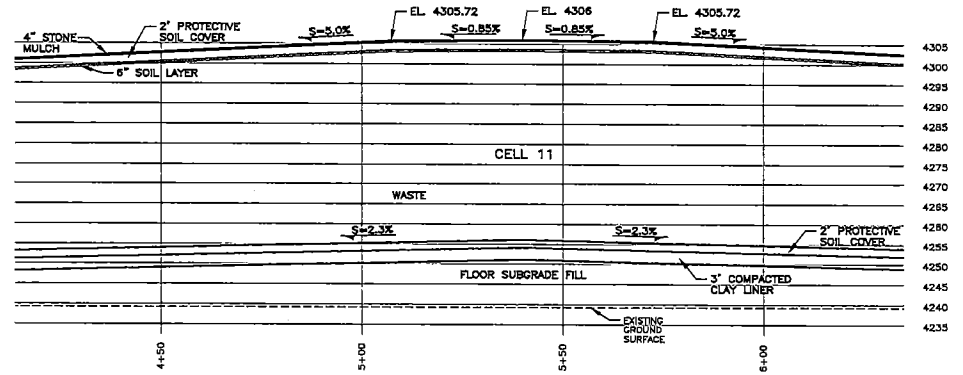 EL. 4305.72
EL. 4306
EL. 4305.72
2' PROTECTIVE
SOIL COVER
4" STONE
MULCH
S=5.0%
S=0.85%
S=0.85%
S=5.0%
6" SOIL LAYER
4305
4300
4295
4290
4285
4280
4275
4270
4265
4260
4255
4250
4245
4240
4235
CELL 11
WASTE
S=2.3%
S=2.3%
2' PROTECTIVE
SOIL COVER
FLOOR SUBGRADE FILL
3' COMPACTED
CLAY LINER
EXISTING
GROUND
SURFACE
4+50
5+00
5+50
6+00